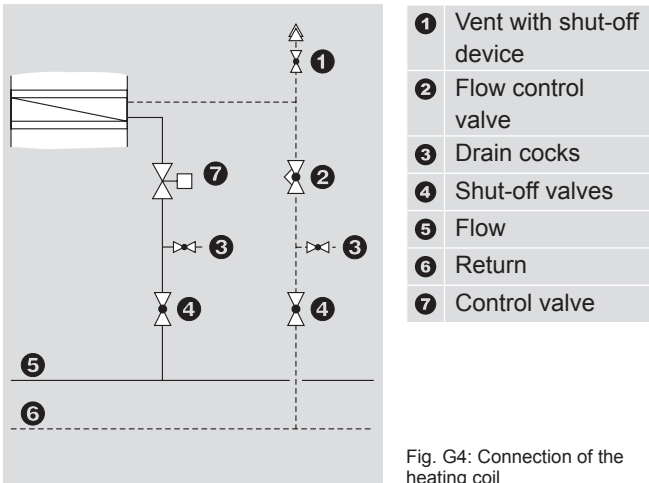 1
7
2
3
3
4
4
5
6
1 Vent with shut-off
device
2 Flow control
valve
3 Drain cocks
4 Shut-off valves
5 Flow
6 Return
7 Control valve
Fig. G4: Connection of the
heating coil